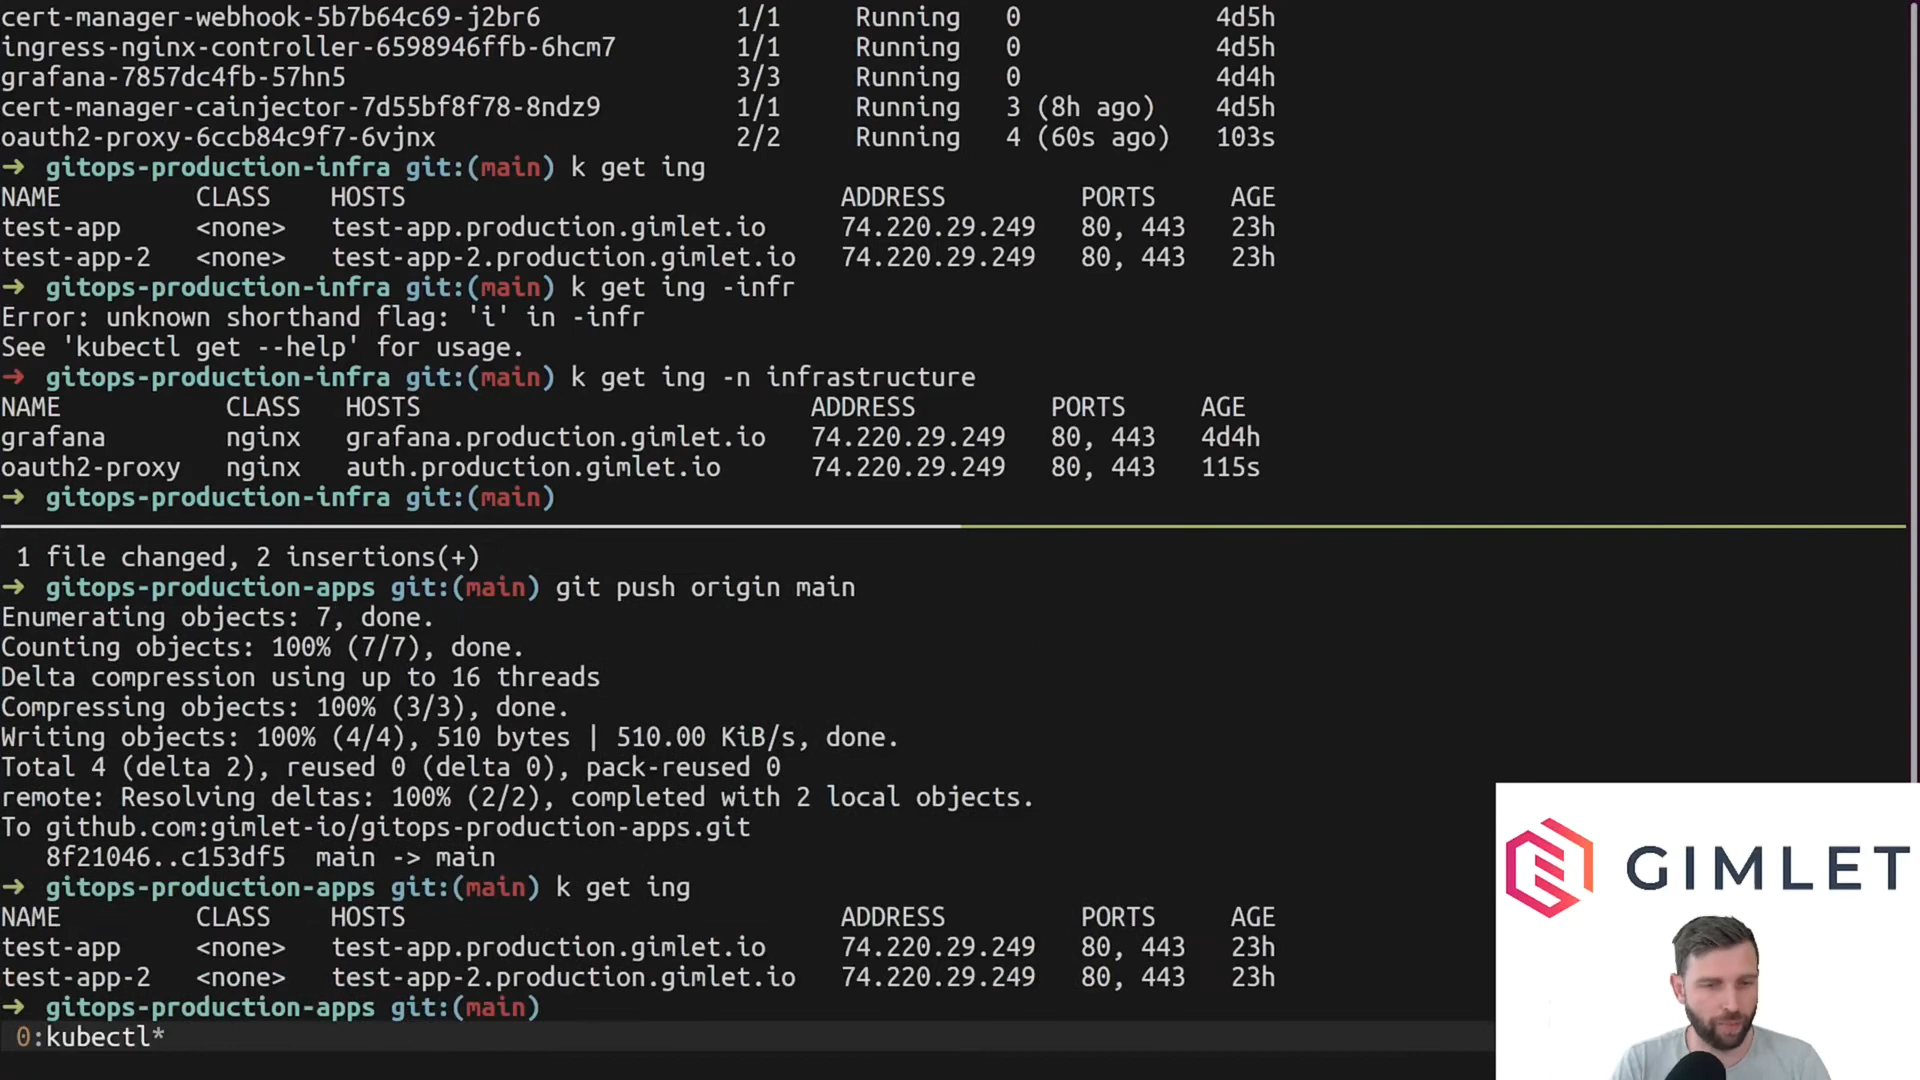 cert-manager-webhook-5b7b64c69-j2br6 1/1 Running 0 4d5h
ingress-nginx-controller-6598946ffb-6hcm7 1/1 Running 0 4d5h
grafana-7857dc4fb-57hn5 3/3 Running 0 4d4h
cert-manager-cainjector-7d55bf8f78-8ndz9 1/1 Running 3 (8h ago) 4d5h
oauth2-proxy-6ccb84c9f7-6vjnx 2/2 Running 4 (60s ago) 103s
➜ gitops-production-infra git:(main) k get ing
NAME CLASS HOSTS ADDRESS PORTS AGE
test-app <none> test-app.production.gimlet.io 74.220.29.249 80, 443 23h
test-app-2 <none> test-app-2.production.gimlet.io 74.220.29.249 80, 443 23h
➜ gitops-production-infra git:(main) k get ing -infr
Error: unknown shorthand flag: 'i' in -infr
See 'kubectl get --help' for usage.
➜ gitops-production-infra git:(main) k get ing -n infrastructure
NAME CLASS HOSTS ADDRESS PORTS AGE
grafana nginx grafana.production.gimlet.io 74.220.29.249 80, 443 4d4h
oauth2-proxy nginx auth.production.gimlet.io 74.220.29.249 80, 443 115s
➜ gitops-production-infra git:(main)
1 file changed, 2 insertions(+)
➜ gitops-production-apps git:(main) git push origin main
Enumerating objects: 7, done.
Counting objects: 100% (7/7), done.
Delta compression using up to 16 threads
Compressing objects: 100% (3/3), done.
Writing objects: 100% (4/4), 510 bytes | 510.00 KiB/s, done.
Total 4 (delta 2), reused 0 (delta 0), pack-reused 0
remote: Resolving deltas: 100% (2/2), completed with 2 local objects.
To github.com:gimlet-io/gitops-production-apps.git
8f21046..c153df5 main -> main
➜ gitops-production-apps git:(main) k get ing
NAME CLASS HOSTS ADDRESS PORTS AGE
test-app <none> test-app.production.gimlet.io 74.220.29.249 80, 443 23h
test-app-2 <none> test-app-2.production.gimlet.io 74.220.29.249 80, 443 23h
➜ gitops-production-apps git:(main)
0:kubectl*
GIMLET